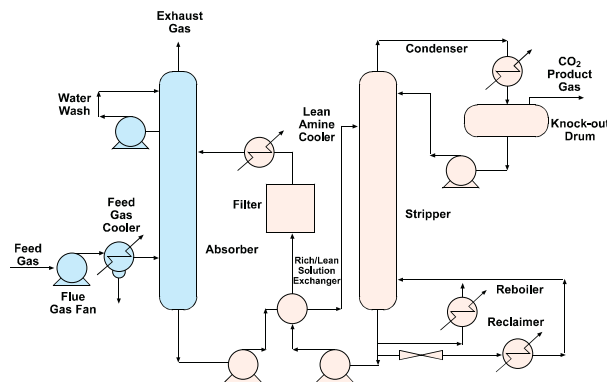 Exhaust
Gas
Condenser
CO2
Product
Gas
Water
Wash
Lean
Amine
Cooler
Knock-out
Drum
Feed
Gas
Cooler
Filter
Stripper
Absorber
Feed
Gas
Rich/Lean
Solution
Exchanger
Reboiler
Flue
Gas Fan
Reclaimer